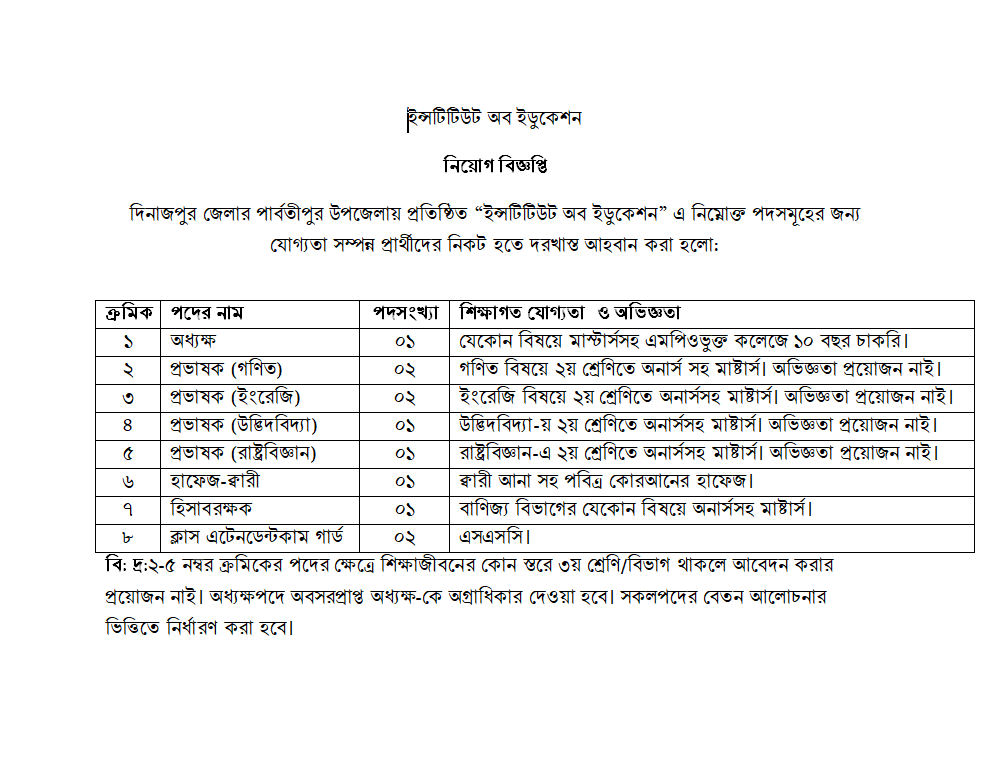 ইন্সটিটিউট অব ইডুকেশন
নিয়োগ বিজ্ঞপ্তি
দিনাজপুর জেলার পার্বতীপুর উপজেলায় প্রতিষ্ঠিত “ইন্সটিটিউট অব ইডুকেশন” এ নিম্নোক্ত পদসমূহের জন্য
যোগ্যতা সম্পন্ন প্রার্থীদের নিকট হতে দরখাস্ত আহবান করা হলো:
ক্রমিক পদের নাম পদসংখ্যা শিক্ষাগত যোগ্যতা ও অভিজ্ঞতা
১ অধ্যক্ষ ০১ যেকোন বিষয়ে মাস্টার্সসহ এমপিওভুক্ত কলেজে ১০ বছর চাকরি।
২ প্রভাষক (গণিত) ০২ গণিত বিষয়ে ২য় শ্রেণিতে অনার্স সহ মাষ্টার্স। অভিজ্ঞতা প্রয়োজন নাই।
৩ প্রভাষক (ইংরেজি) ০২ ইংরেজি বিষয়ে ২য় শ্রেণিতে অনার্সসহ মাষ্টার্স। অভিজ্ঞতা প্রয়োজন নাই।
৪ প্রভাষক (উদ্ভিদবিদ্যা) ০১ উদ্ভিদবিদ্যা-য় ২য় শ্রেণিতে অনার্সসহ মাষ্টার্স। অভিজ্ঞতা প্রয়োজন নাই।
৫ প্রভাষক (রাষ্ট্রবিজ্ঞান) ০১ রাষ্ট্রবিজ্ঞান-এ ২য় শ্রেণিতে অনার্সসহ মাষ্টার্স। অভিজ্ঞতা প্রয়োজন নাই।
৬ হাফেজ-ক্বারী ০১ ক্বারী আনা সহ পবিত্র কোরআনের হাফেজ।
৭ হিসাবরক্ষক ০১ বাণিজ্য বিভাগের যেকোন বিষয়ে অনার্সসহ মাষ্টার্স।
৮ ক্লাস এটেনডেন্টকাম গার্ড ০২ এসএসসি।
বি: দ্র:২-৫ নম্বর ক্রমিকের পদের ক্ষেত্রে শিক্ষাজীবনের কোন স্তরে ৩য় শ্রেণি/বিভাগ থাকলে আবেদন করার
প্রয়োজন নাই। অধ্যক্ষপদে অবসরপ্রাপ্ত অধ্যক্ষ-কে অগ্রাধিকার দেওয়া হবে। সকলপদের বেতন আলোচনার
ভিত্তিতে নির্ধারণ করা হবে।